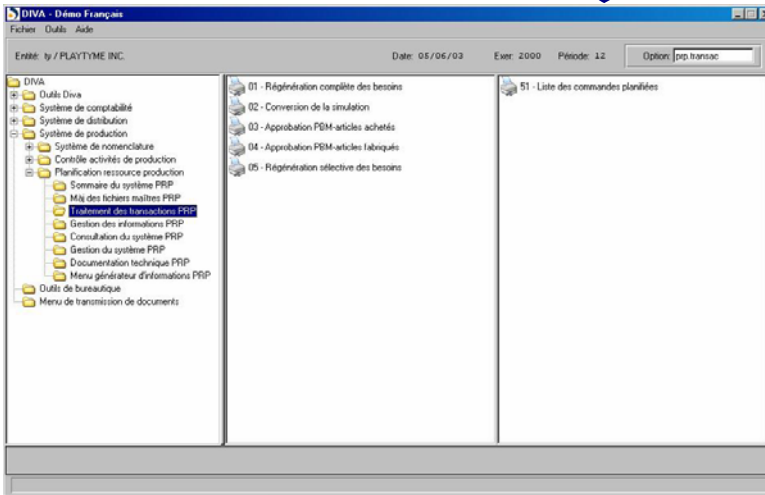 DIVA - Démo Français
Fichier Outils Aide
Entité: ty / PLAYTYME INC. Date: 05/06/03 Exer: 2000 Période: 12 Option: prp.transac
DIVA
Outils Diva
Système de comptabilité
Système de distribution
Système de production
Système de nomenclature
Contrôle activités de production
Planification ressource production
Sommaire du système PRP
Màj des fichiers maîtres PRP
Traitement des transactions PRP
Gestion des informations PRP
Consultation du système PRP
Gestion du système PRP
Documentation technique PRP
Menu générateur d'informations PRP
Outils de bureautique
Menu de transmission de documents
01 - Régénération complète des besoins
02 - Conversion de la simulation
03 - Approbation PBM-articles achetés
04 - Approbation PBM-articles fabriqués
05 - Régénération sélective des besoins
51 - Liste des commandes planifiées